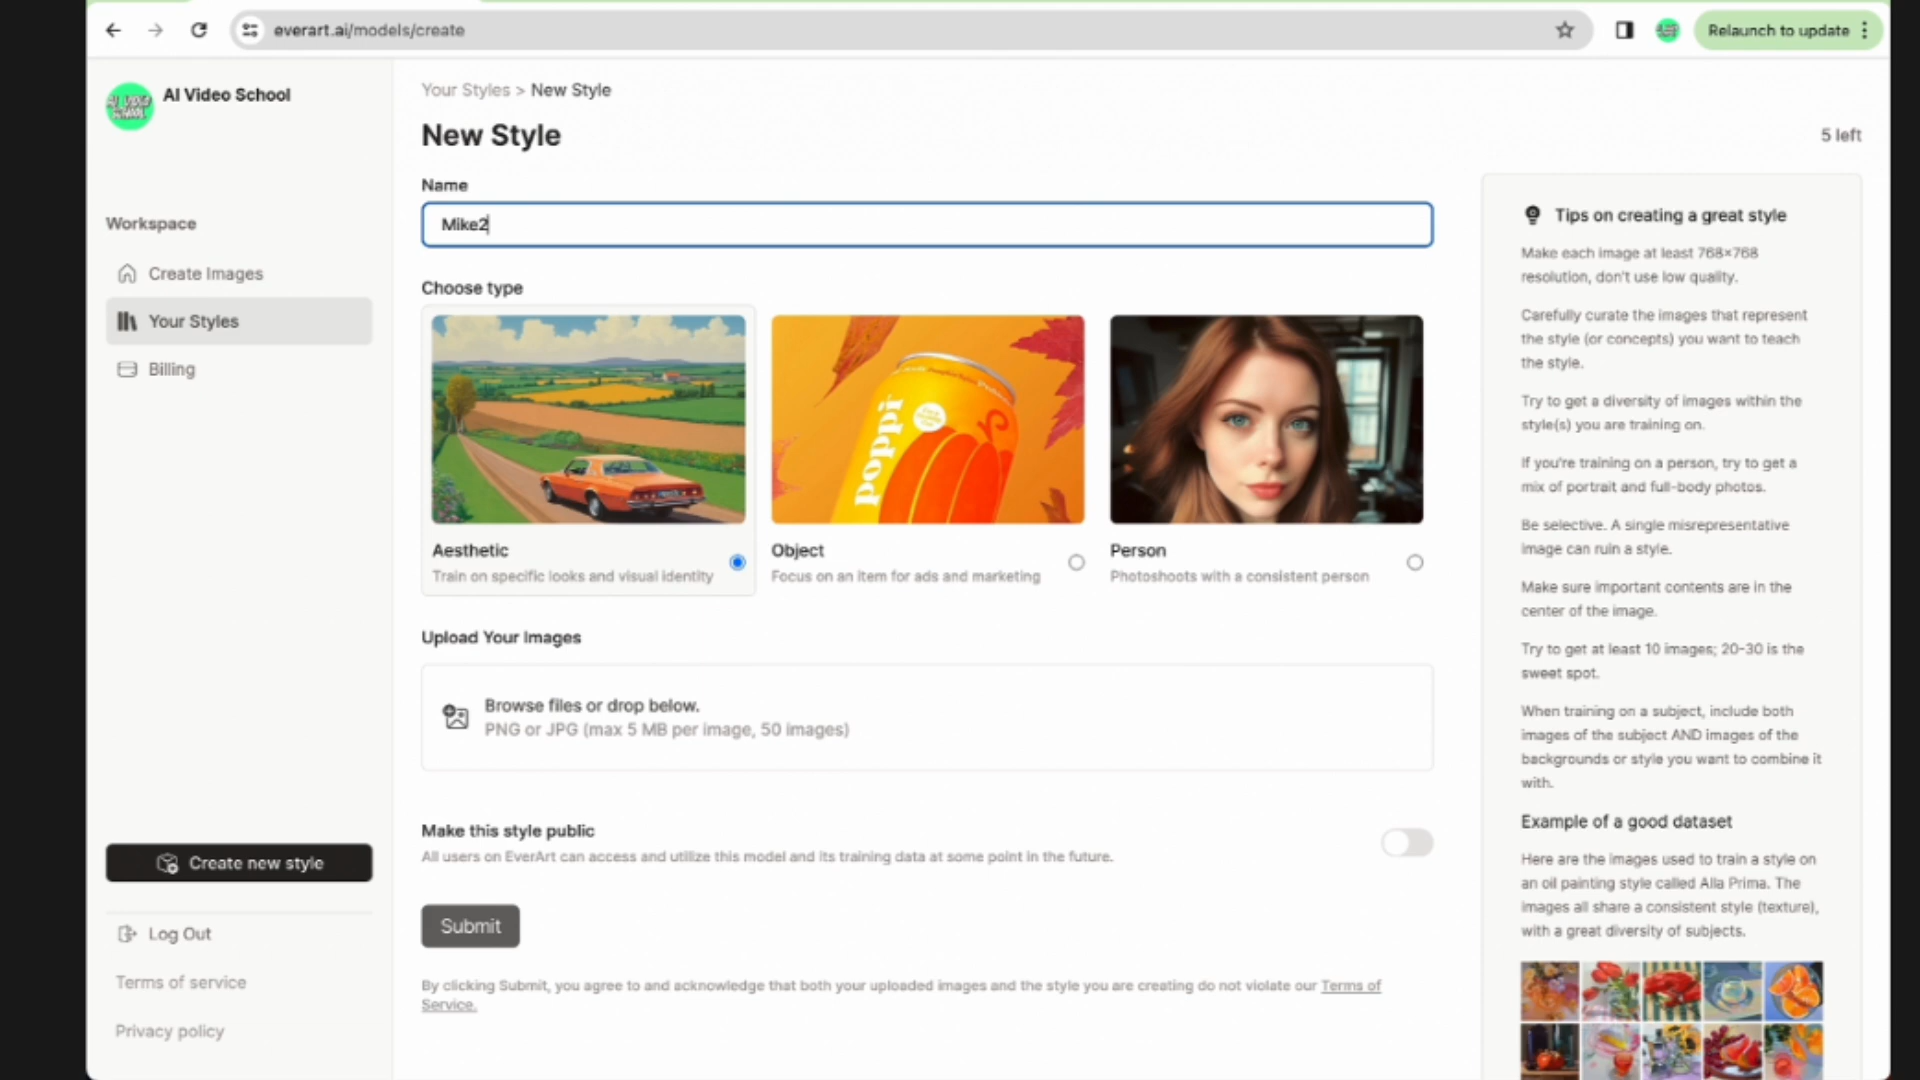 everart.ai/models/create
Relaunch to update
AI Video School
Workspace
Create Images
Your Styles
Billing
Create new style
Log Out
Terms of service
Privacy policy
Your Styles > New Style
New Style
5 left
Name
Mike2
Choose type
poppi
Aesthetic
Train on specific looks and visual identity
Object
Focus on an item for ads and marketing
Person
Photoshoots with a consistent person
Upload Your Images
Browse files or drop below.
PNG or JPG (max 5 MB per image, 50 images)
Make this style public
All users on EverArt can access and utilize this model and its training data at some point in the future.
Submit
By clicking Submit, you agree to and acknowledge that both your uploaded images and the style you are creating do not violate our Terms of
Service.
Tips on creating a great style
Make each image at least 768×768
resolution, don't use low quality.
Carefully curate the images that represent
the style (or concepts) you want to teach
the style.
Try to get a diversity of images within the
style(s) you are training on.
If you're training on a person, try to get a
mix of portrait and full-body photos.
Be selective. A single misrepresentative
image can ruin a style.
Make sure important contents are in the
center of the image.
Try to get at least 10 images; 20-30 is the
sweet spot.
When training on a subject, include both
images of the subject AND images of the
backgrounds or style you want to combine it
with.
Example of a good dataset
Here are the images used to train a style on
an oil painting style called Alla Prima. The
images all share a consistent style (texture),
with a great diversity of subjects.